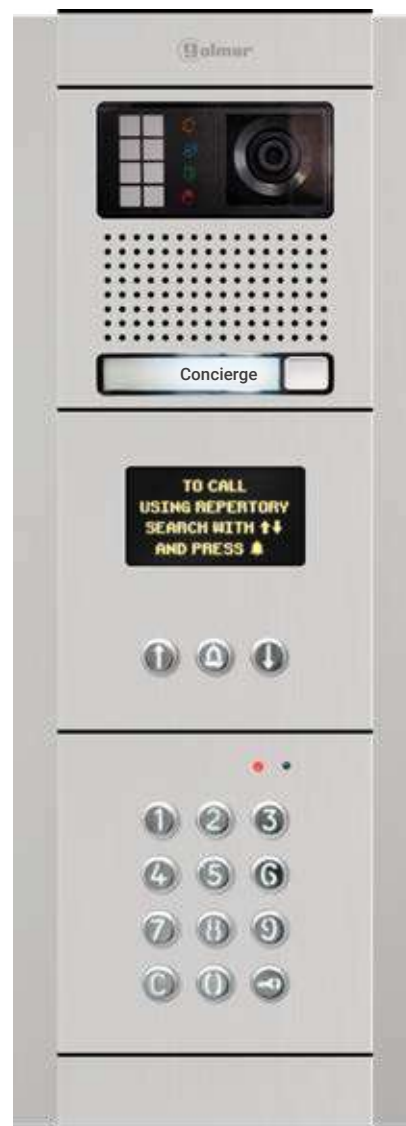 Golmar
Concierge
TO CALL
USING REPERTORY
SEARCH WITH ↑↓
AND PRESS 🔔
1 2 3
4 5 6
7 8 9
C 0